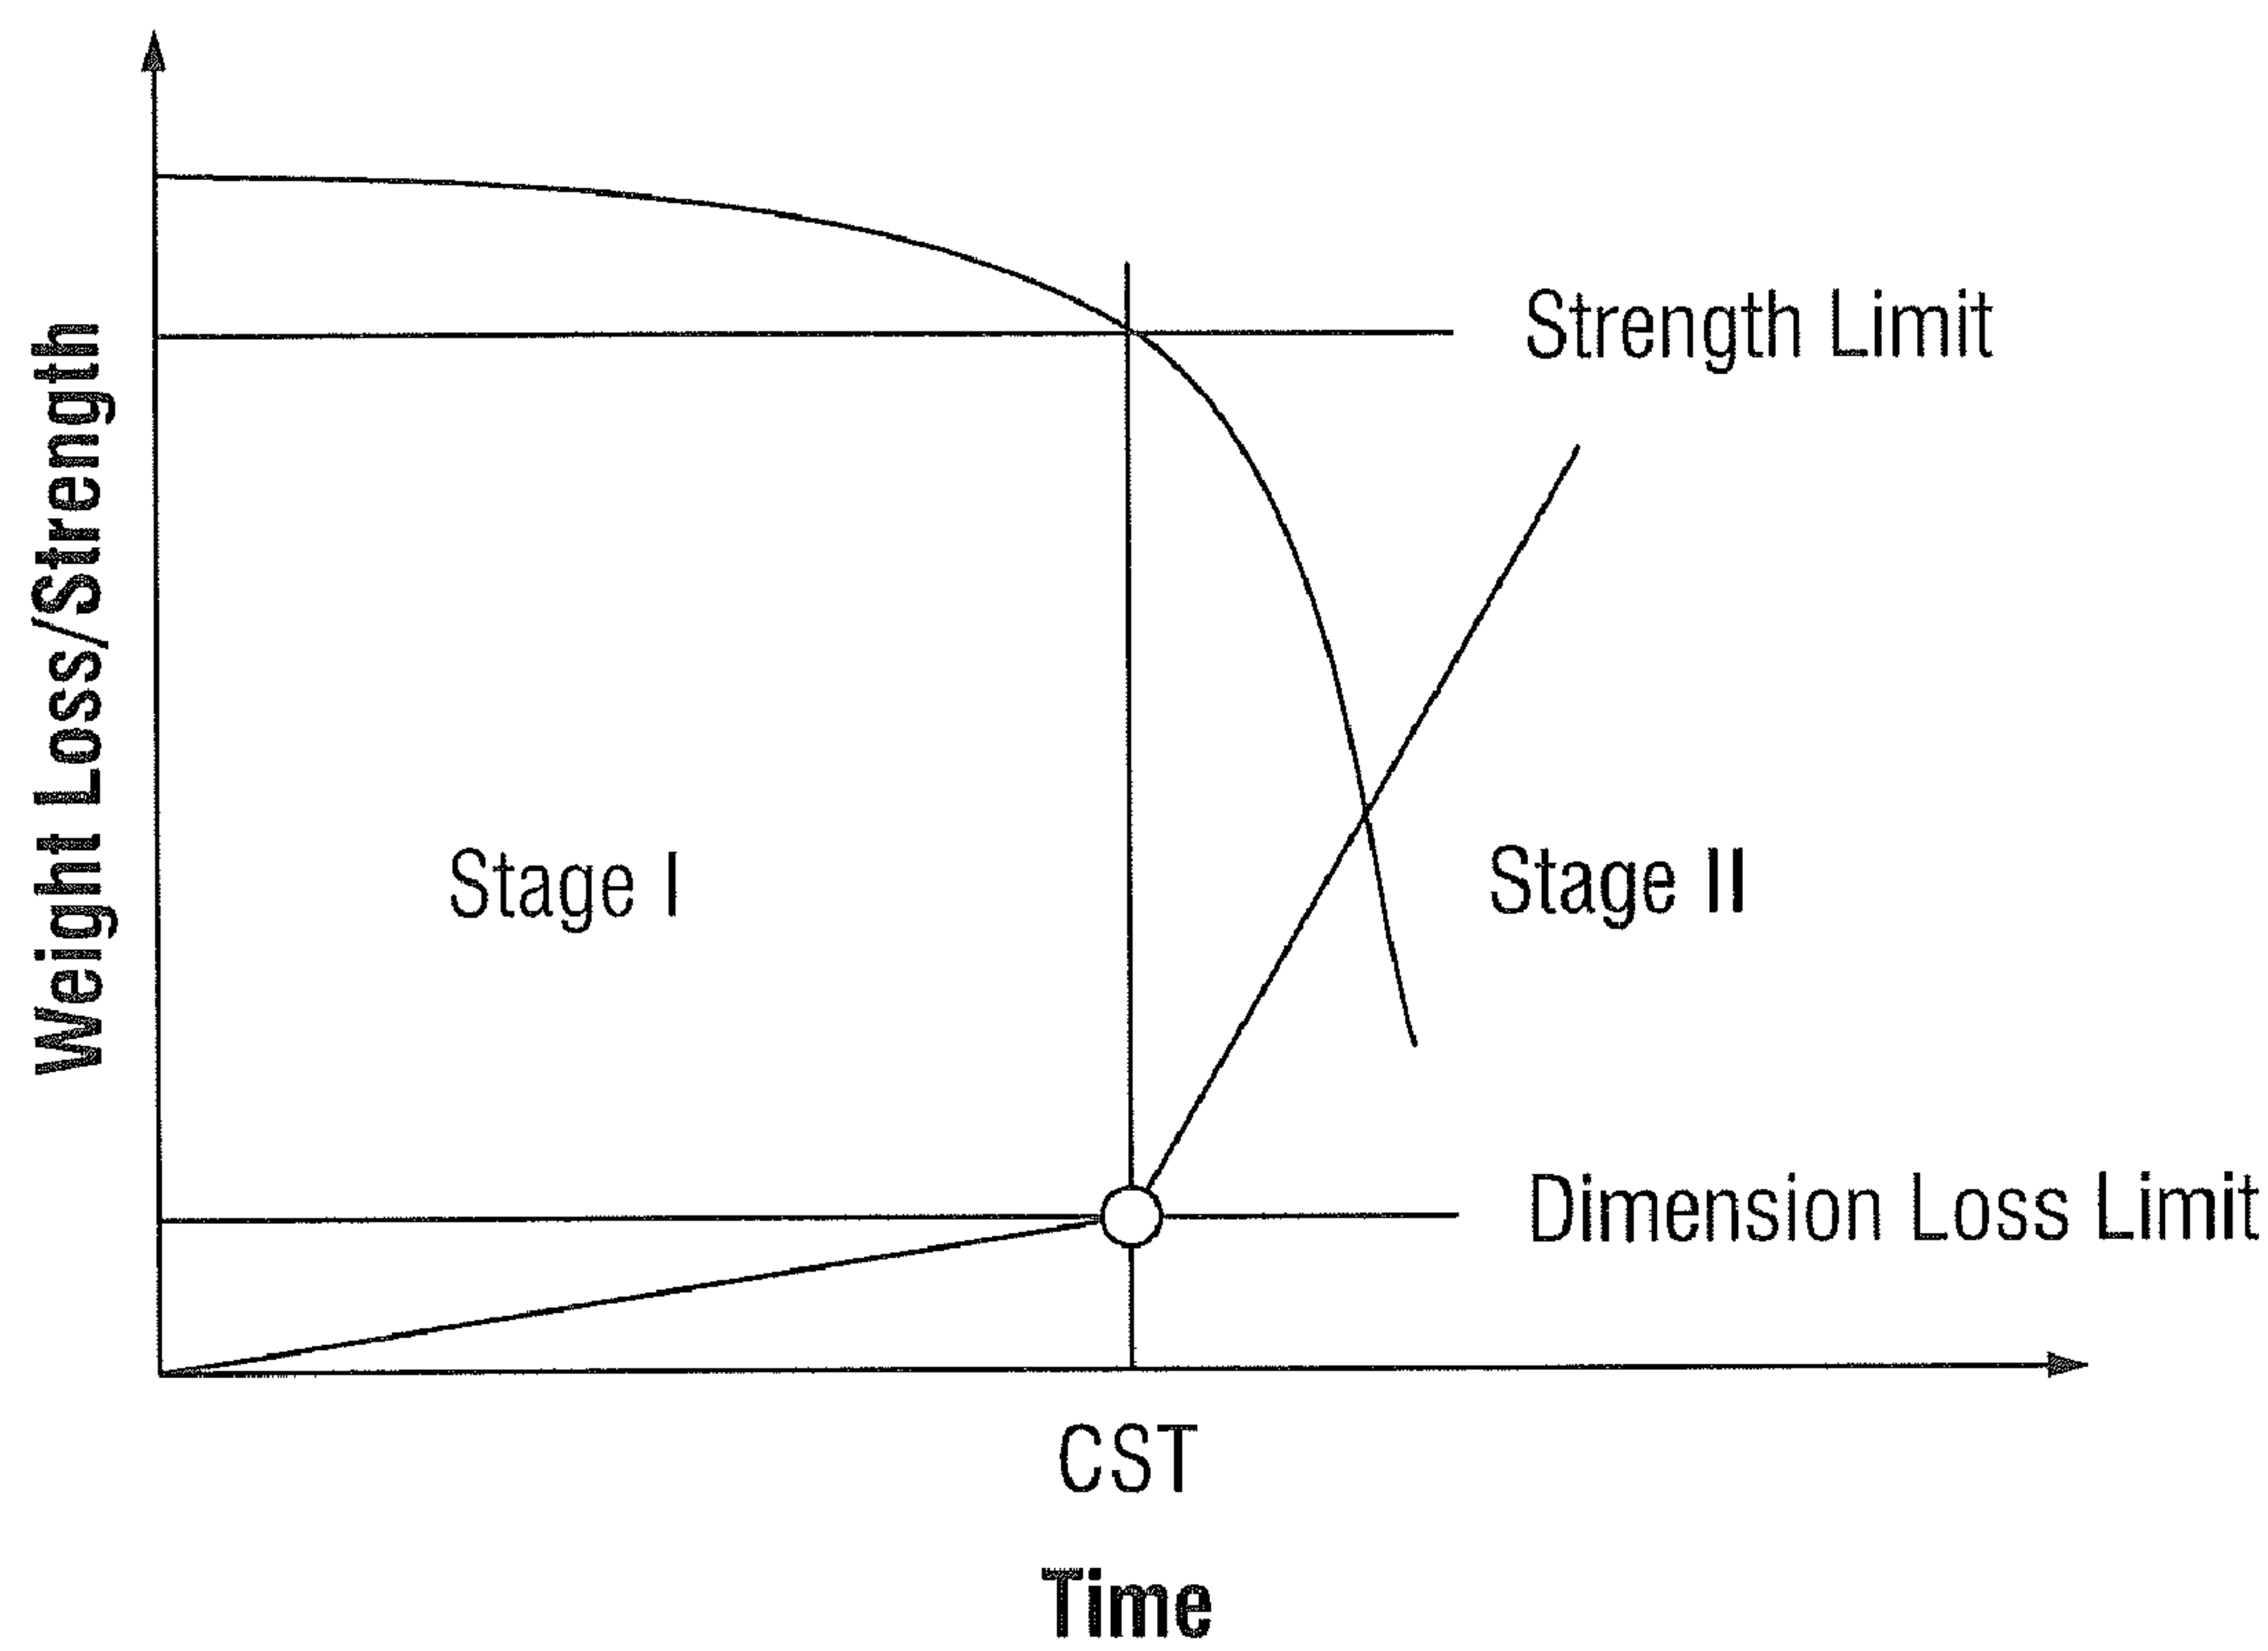 Weight Loss/Strength
Strength Limit
Stage I
Stage II
Dimension Loss Limit
CST
Time